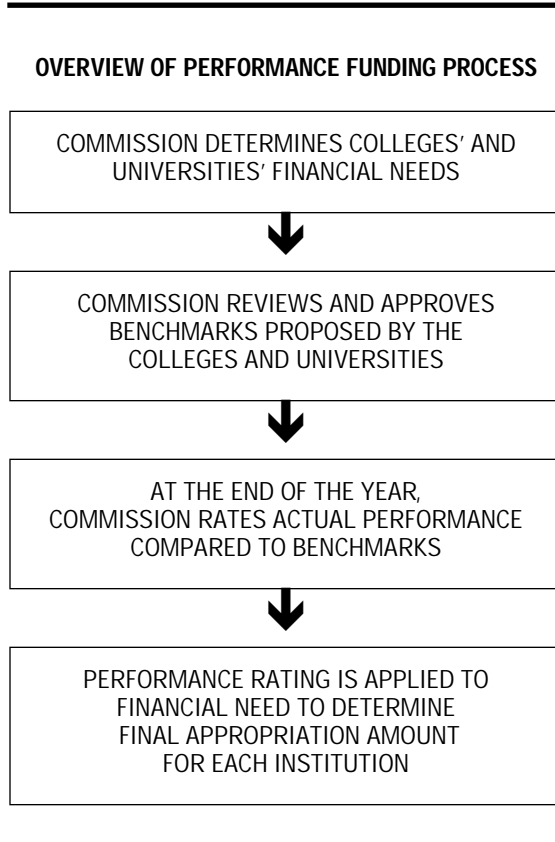 OVERVIEW OF PERFORMANCE FUNDING PROCESS
COMMISSION DETERMINES COLLEGES' AND
UNIVERSITIES' FINANCIAL NEEDS
COMMISSION REVIEWS AND APPROVES
BENCHMARKS PROPOSED BY THE
COLLEGES AND UNIVERSITIES
AT THE END OF THE YEAR,
COMMISSION RATES ACTUAL PERFORMANCE
COMPARED TO BENCHMARKS
PERFORMANCE RATING IS APPLIED TO
FINANCIAL NEED TO DETERMINE
FINAL APPROPRIATION AMOUNT
FOR EACH INSTITUTION